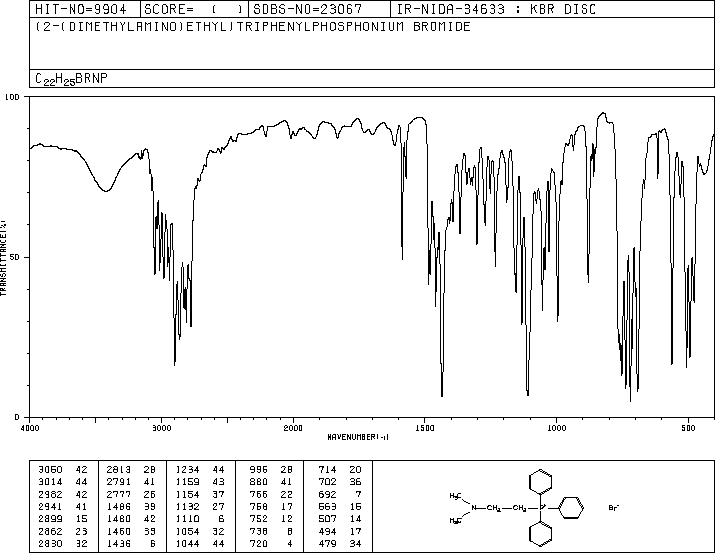 HIT-NO=9904 SCORE= ( ) SDBS-NO=23067 IR-NIDA-34633 : KBR DISC
(2-(DIMETHYLAMINO)ETHYL)TRIPHENYLPHOSPHONIUM BROMIDE
C22H25BRNP
100
50
0
TRANSMITTANCE(%)
4000 3000 2000 1500 1000 500
WAVENUMBER(-1)
3060 42 2813 28 1234 44 996 28 714 20
3014 44 2791 41 1159 43 880 41 702 36
2982 42 2777 26 1154 37 766 22 692 7
2941 41 1486 39 1132 27 758 17 563 16
2899 15 1480 42 1110 6 752 12 507 14
2862 23 1460 39 1054 32 738 8 494 17
2830 32 1436 6 1044 44 720 4 479 34
H3C
H3C
N CH2 CH2 P+ Br-